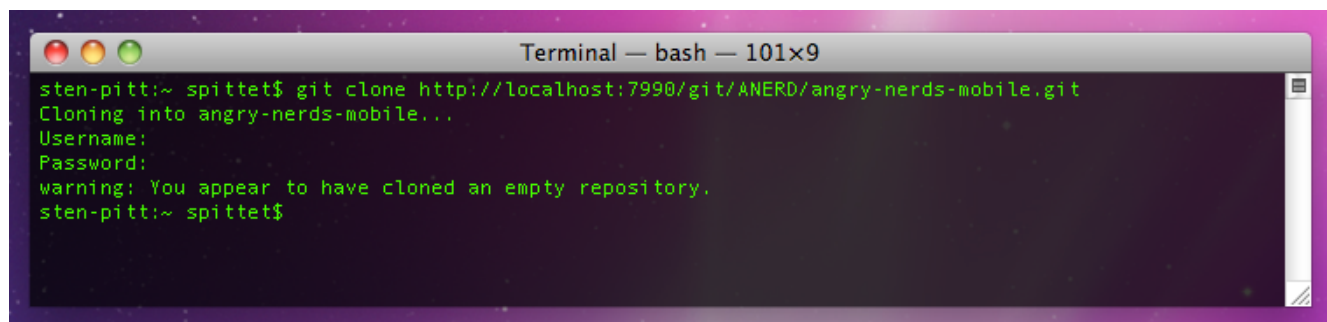 Terminal — bash — 101×9
sten-pitt:~ spittet$ git clone http://localhost:7990/git/ANERD/angry-nerds-mobile.git
Cloning into angry-nerds-mobile...
Username:
Password:
warning: You appear to have cloned an empty repository.
sten-pitt:~ spittet$